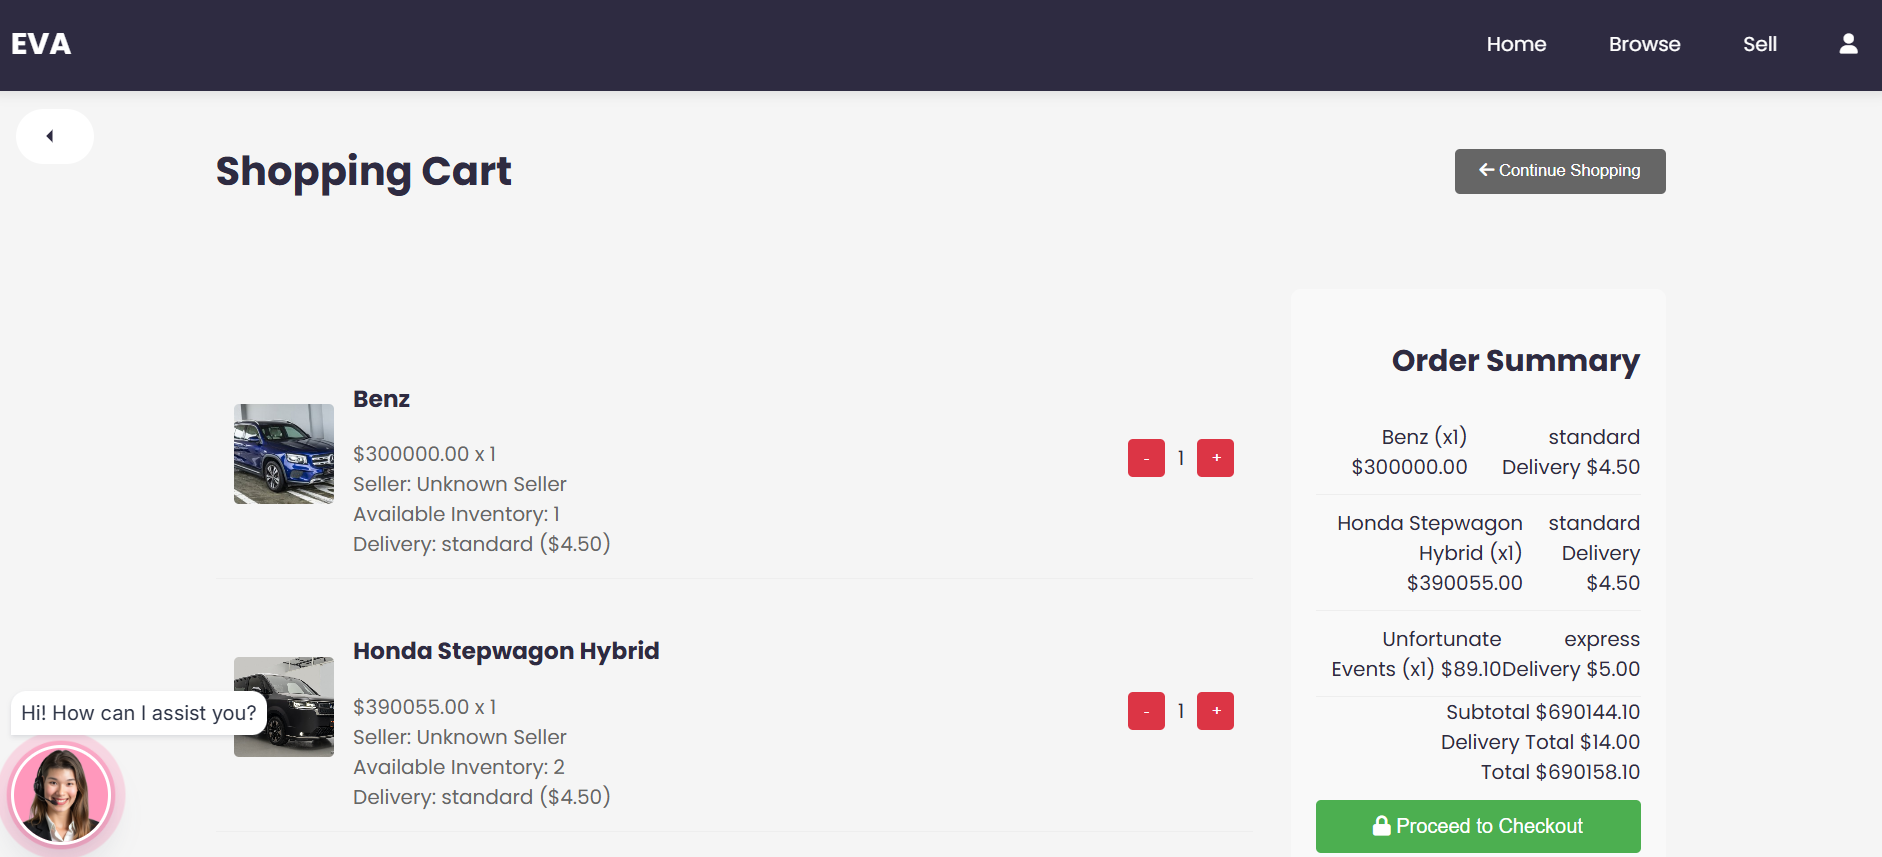 EVA
Home
Browse
Sell
Shopping Cart
Continue Shopping
Benz
$300000.00 x 1
Seller: Unknown Seller
Available Inventory: 1
Delivery: standard ($4.50)
- 1 +
Honda Stepwagon Hybrid
$390055.00 x 1
Seller: Unknown Seller
Available Inventory: 2
Delivery: standard ($4.50)
- 1 +
Order Summary
Benz (x1)
$300000.00
standard
Delivery $4.50
Honda Stepwagon
Hybrid (x1)
$390055.00
standard
Delivery
$4.50
Unfortunate
Events (x1) $89.10
express
Delivery $5.00
Subtotal $690144.10
Delivery Total $14.00
Total $690158.10
Proceed to Checkout
Hi! How can I assist you?